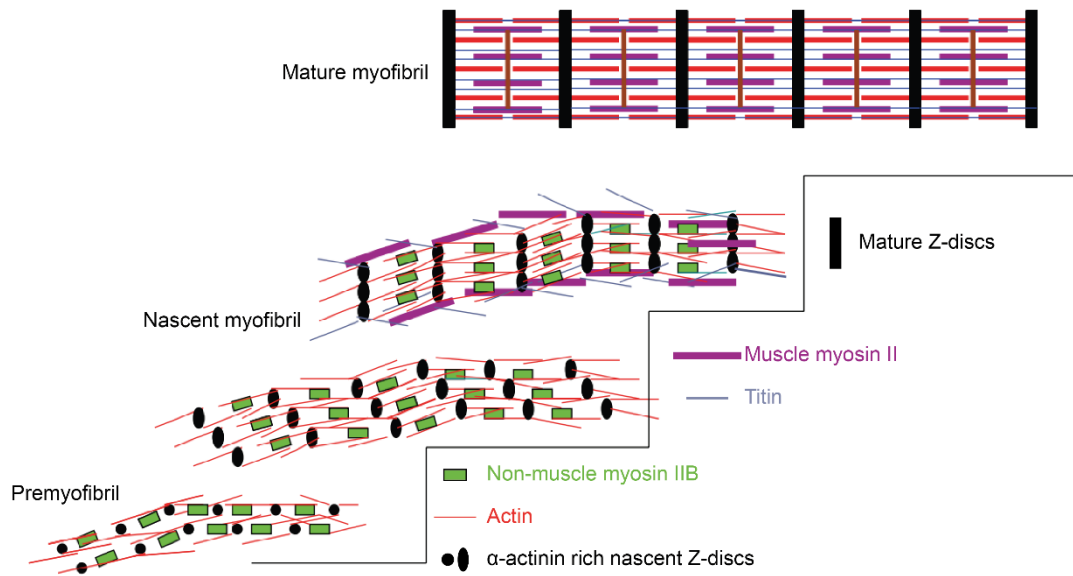 Mature myofibril
Mature Z-discs
Nascent myofibril
Muscle myosin II
Titin
Premyofibril
Non-muscle myosin IIB
Actin
α-actinin rich nascent Z-discs